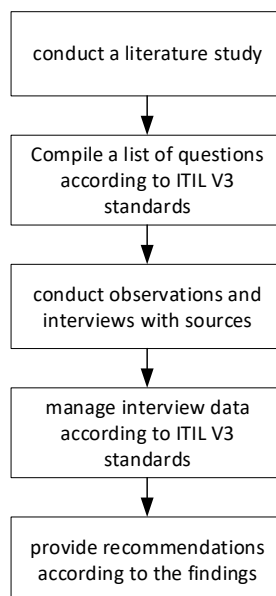 conduct a literature study
Compile a list of questions
according to ITIL V3
standards
conduct observations and
interviews with sources
manage interview data
according to ITIL V3
standards
provide recommendations
according to the findings